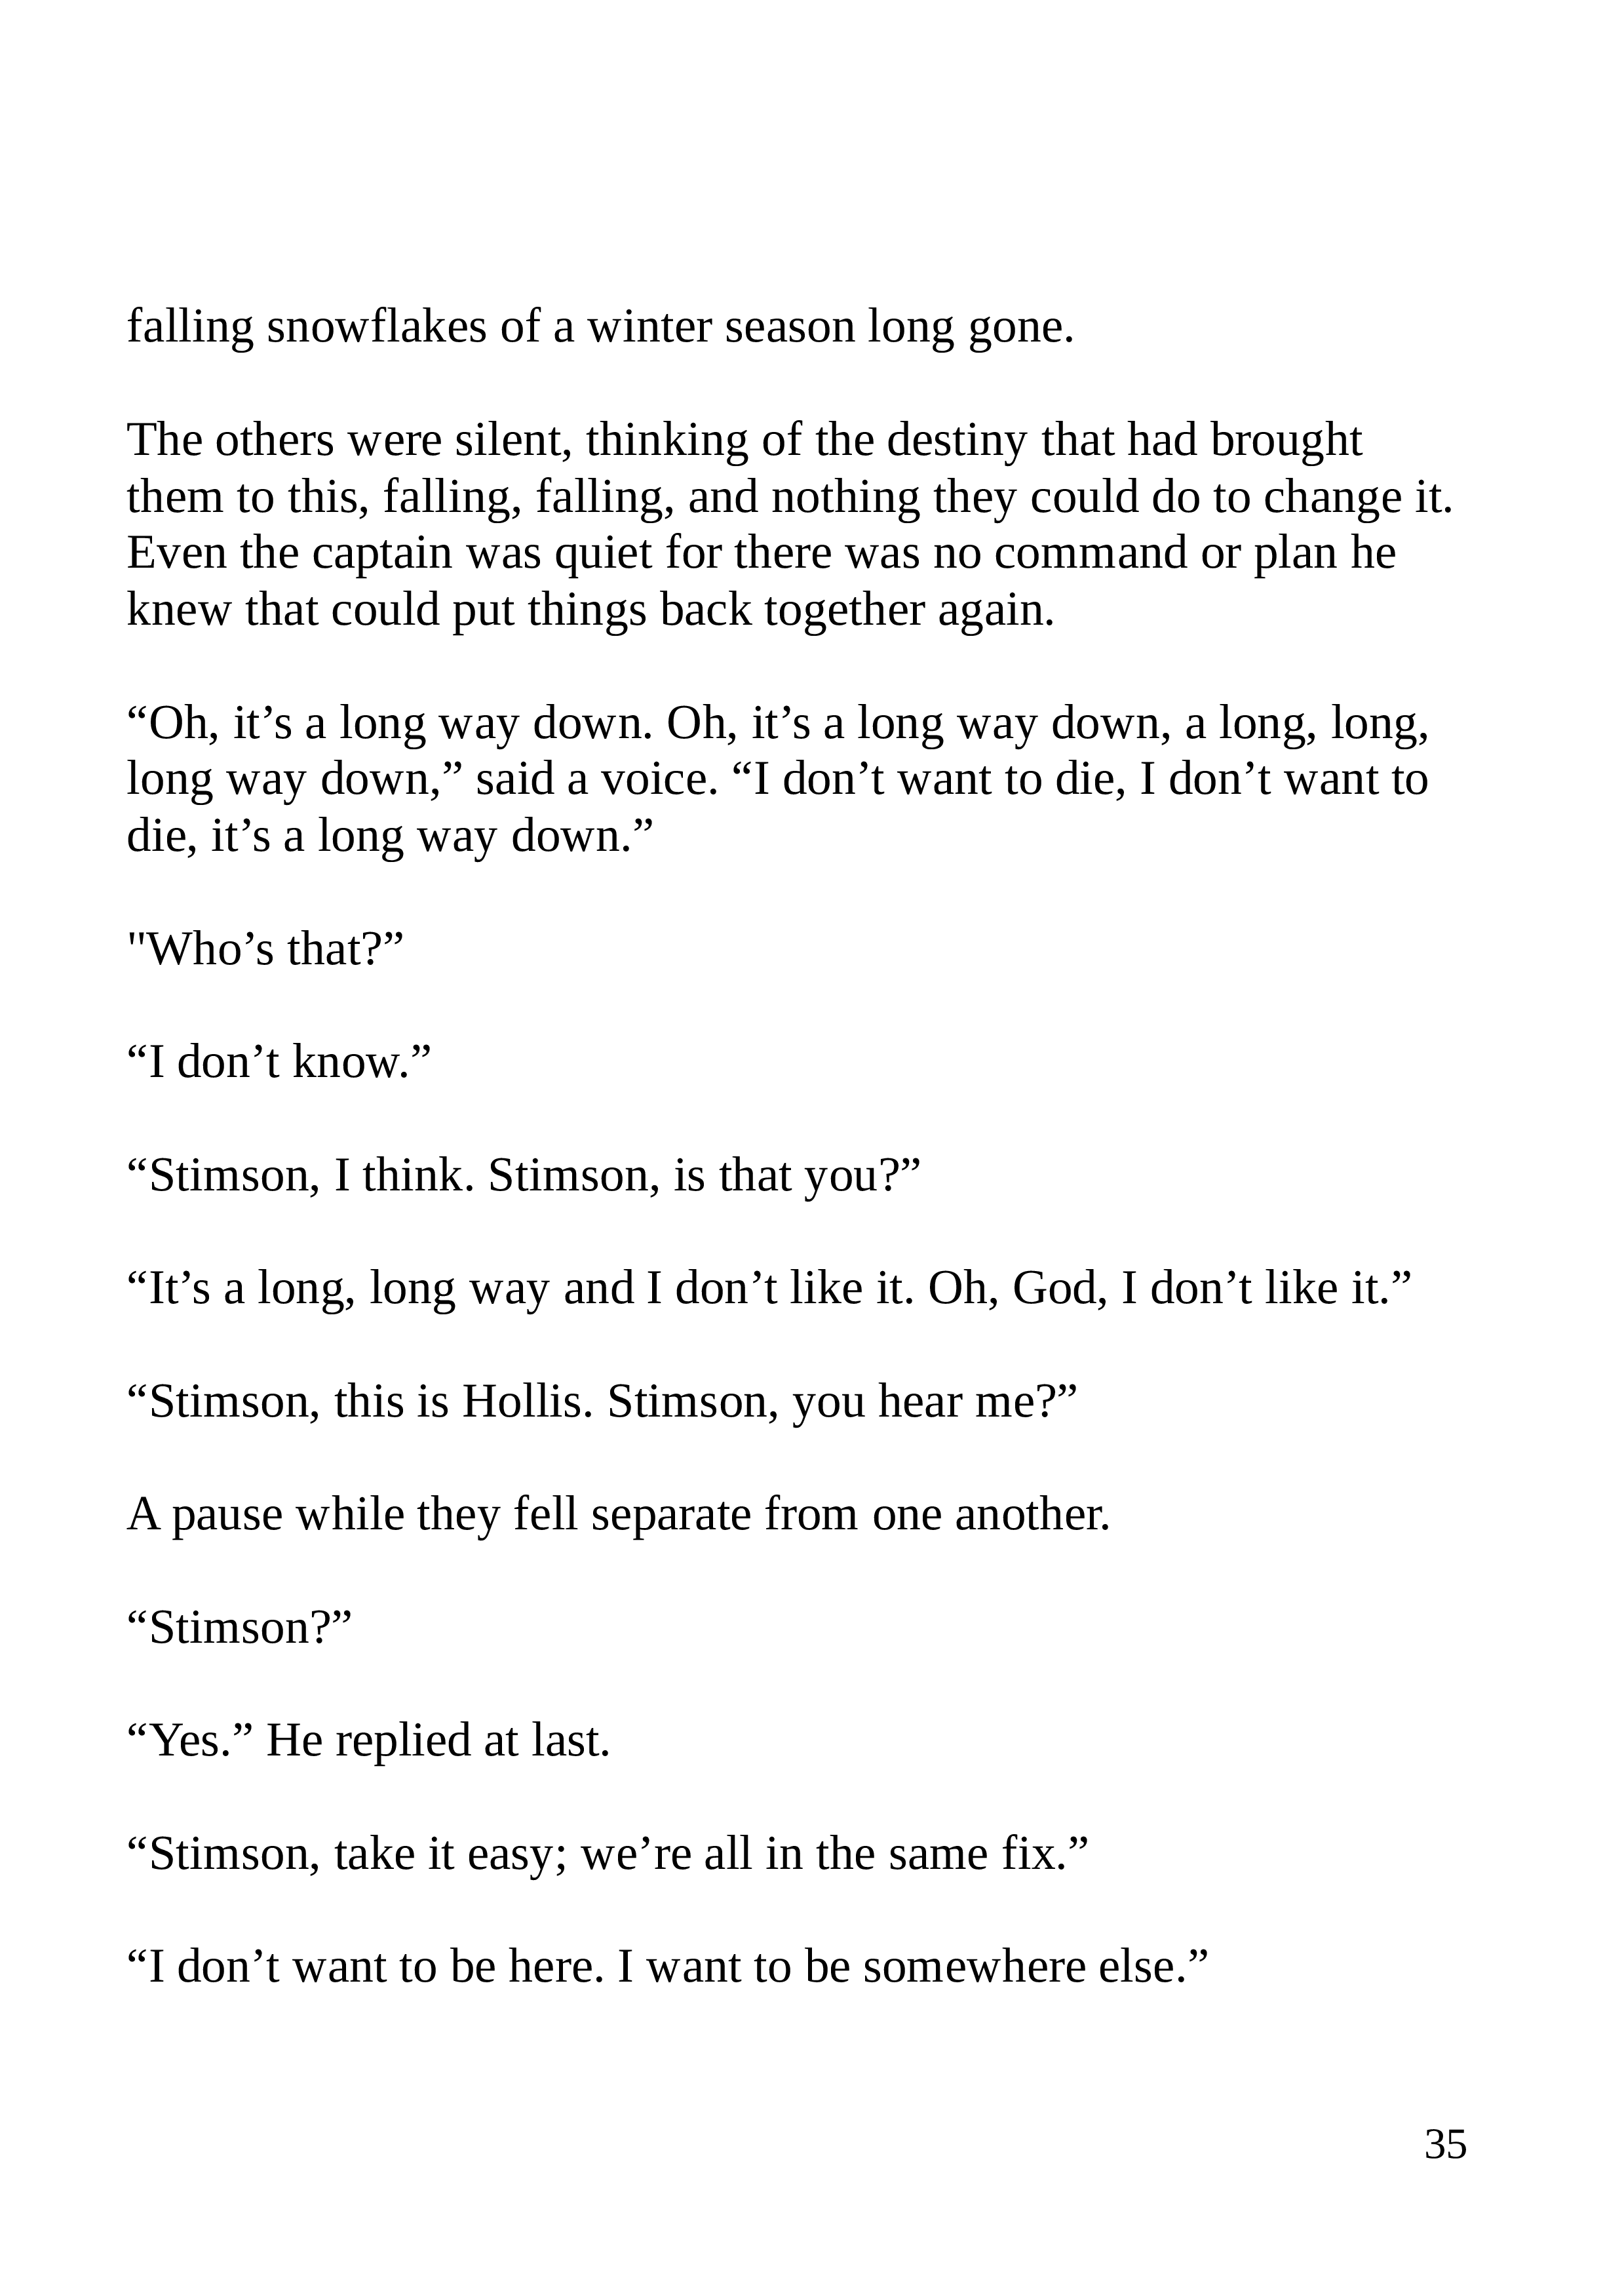 falling snowflakes of a winter season long gone.
The others were silent, thinking of the destiny that had brought
them to this, falling, falling, and nothing they could do to change it.
Even the captain was quiet for there was no command or plan he
knew that could put things back together again.
“Oh, it’s a long way down. Oh, it’s a long way down, a long, long,
long way down,” said a voice. “I don’t want to die, I don’t want to
die, it’s a long way down.”
"Who’s that?”
“I don’t know.”
“Stimson, I think. Stimson, is that you?”
“It’s a long, long way and I don’t like it. Oh, God, I don’t like it.”
“Stimson, this is Hollis. Stimson, you hear me?”
A pause while they fell separate from one another.
“Stimson?”
“Yes.” He replied at last.
“Stimson, take it easy; we’re all in the same fix.”
“I don’t want to be here. I want to be somewhere else.”
35